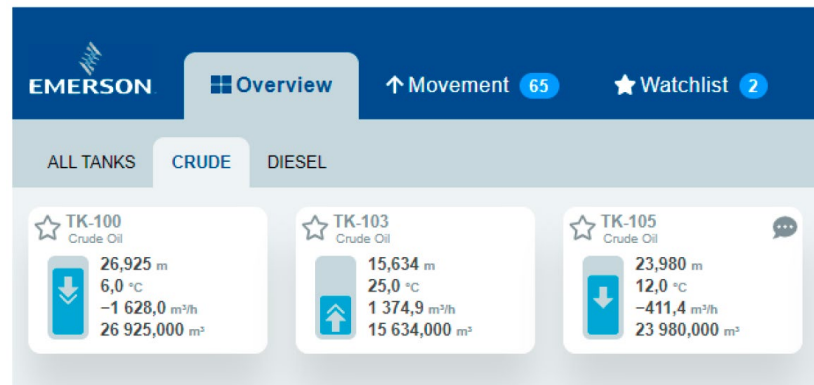 EMERSON
Overview
Movement 65
Watchlist 2
ALL TANKS CRUDE DIESEL
TK-100
Crude Oil
26,925 m
6,0 °C
−1 628,0 m³/h
26 925,000 m³
TK-103
Crude Oil
15,634 m
25,0 °C
1 374,9 m³/h
15 634,000 m³
TK-105
Crude Oil
23,980 m
12,0 °C
−411,4 m³/h
23 980,000 m³